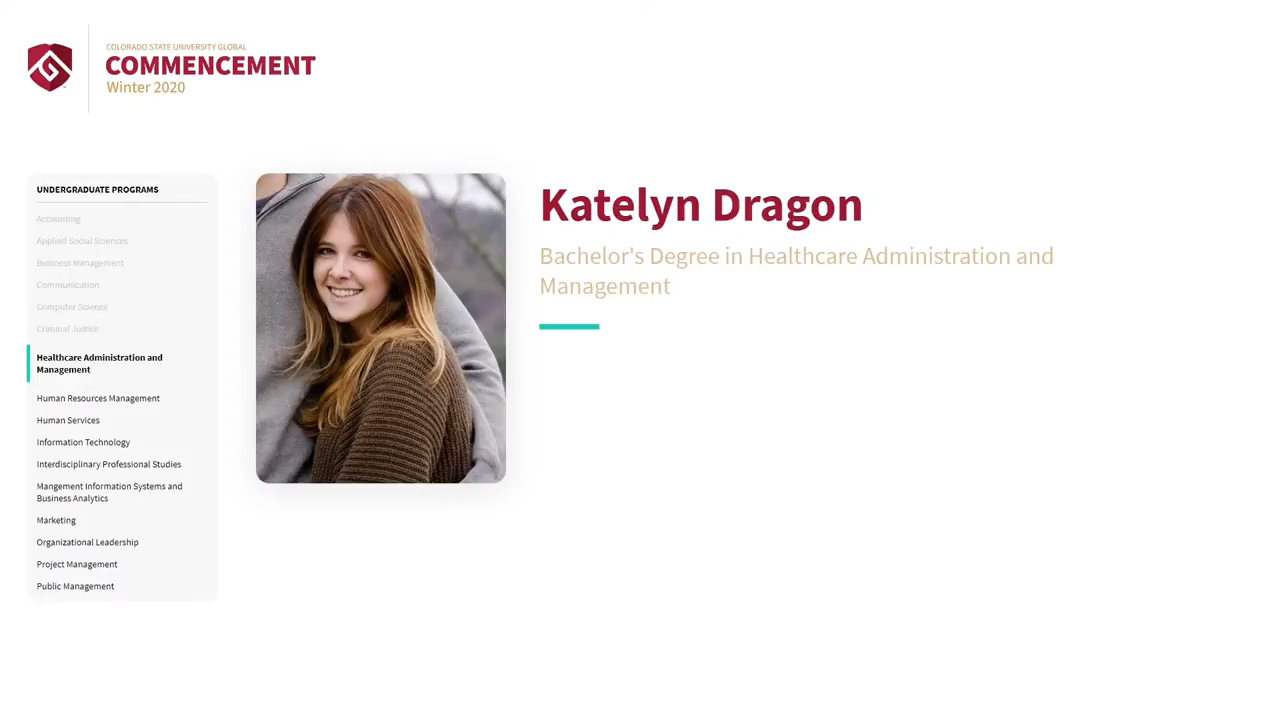 COLORADO STATE UNIVERSITY GLOBAL
COMMENCEMENT
Winter 2020
UNDERGRADUATE PROGRAMS
Accounting
Applied Social Sciences
Business Management
Communication
Computer Science
Criminal Justice
Healthcare Administration and
Management
Human Resources Management
Human Services
Information Technology
Interdisciplinary Professional Studies
Mangement Information Systems and
Business Analytics
Marketing
Organizational Leadership
Project Management
Public Management
Katelyn Dragon
Bachelor's Degree in Healthcare Administration and
Management